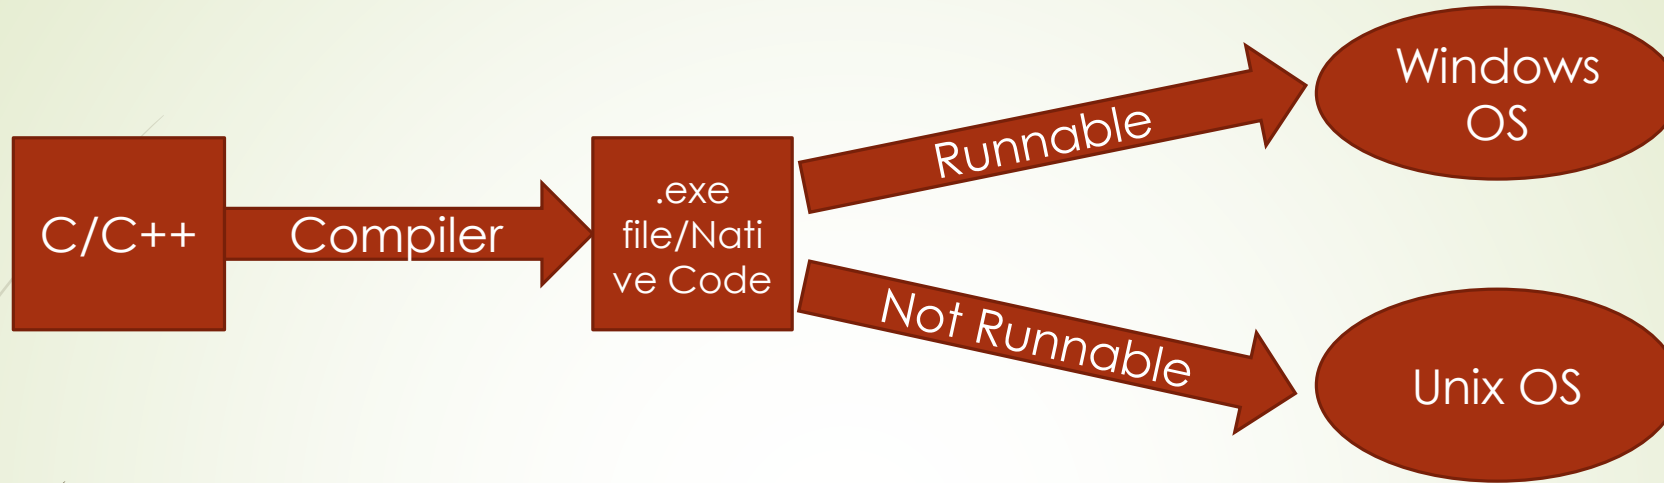 C/C++
Compiler
.exe
file/Nati
ve Code
Runnable
Not Runnable
Windows
OS
Unix OS